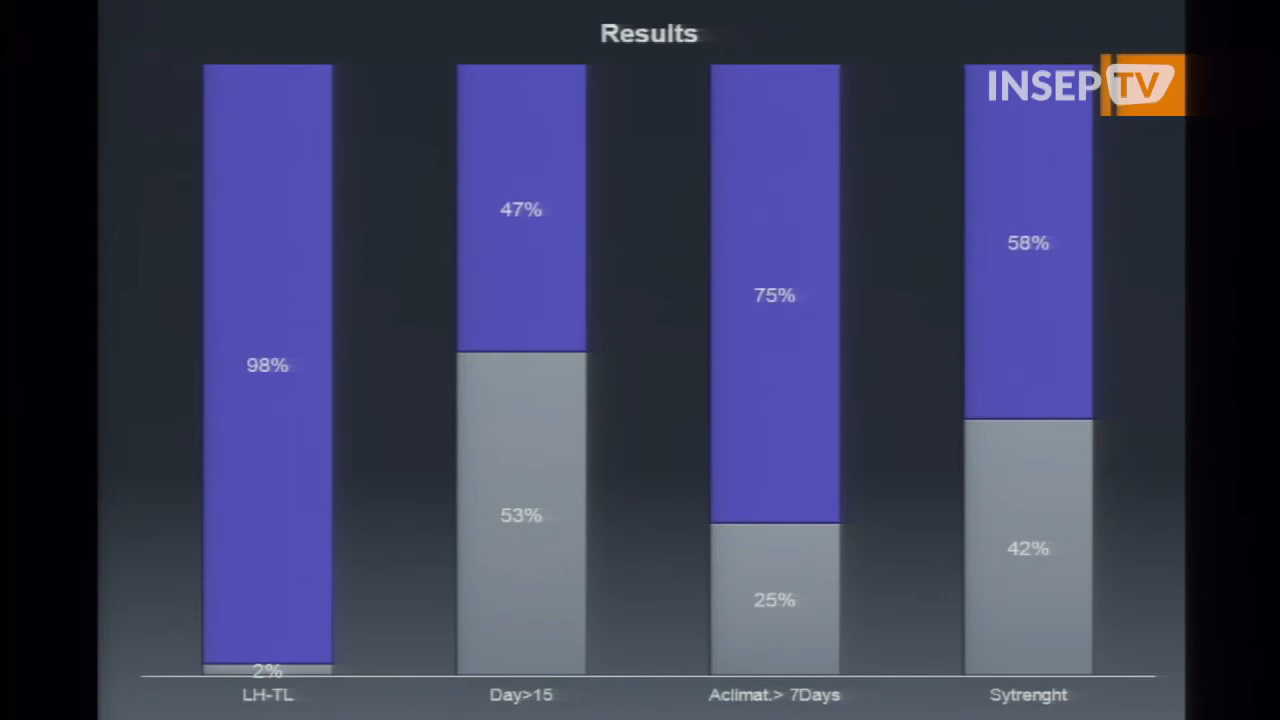 Results
INSEP TV
47%
58%
75%
98%
53%
42%
25%
2%
LH-TL
Day>15
Aclimat.> 7Days
Sytrenght